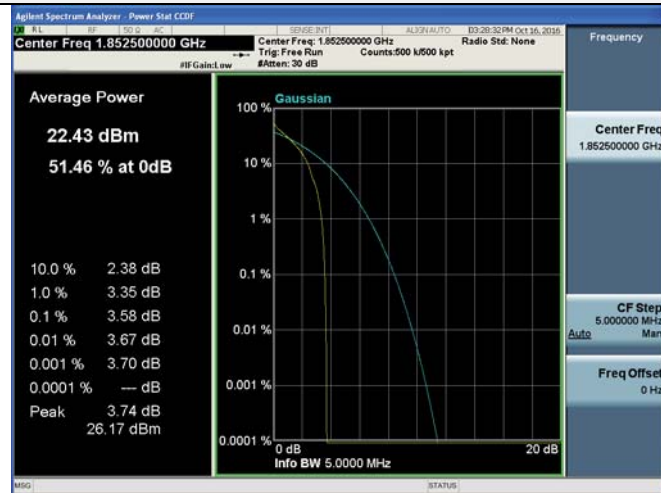 Agilent Spectrum Analyzer - Power Stat CCDF
RL RF 50 Ω AC SENSE:INT ALIGN AUTO 03:28:32 PM Oct 16, 2016
Center Freq 1.852500000 GHz
Center Freq: 1.852500000 GHz Radio Std: None
Trig: Free Run Counts:500 k/500 kpt
#IFGain:Low #Atten: 30 dB
Frequency
Average Power
22.43 dBm
51.46 % at 0dB
10.0 % 2.38 dB
1.0 % 3.35 dB
0.1 % 3.58 dB
0.01 % 3.67 dB
0.001 % 3.70 dB
0.0001 % --- dB
Peak 3.74 dB
26.17 dBm
Gaussian
100 %
10 %
1 %
0.1 %
0.01 %
0.001 %
0.0001 %
0 dB 20 dB
Info BW 5.0000 MHz
Center Freq
1.852500000 GHz
CF Step
5.000000 MHz
Auto Man
Freq Offset
0 Hz
MSG STATUS